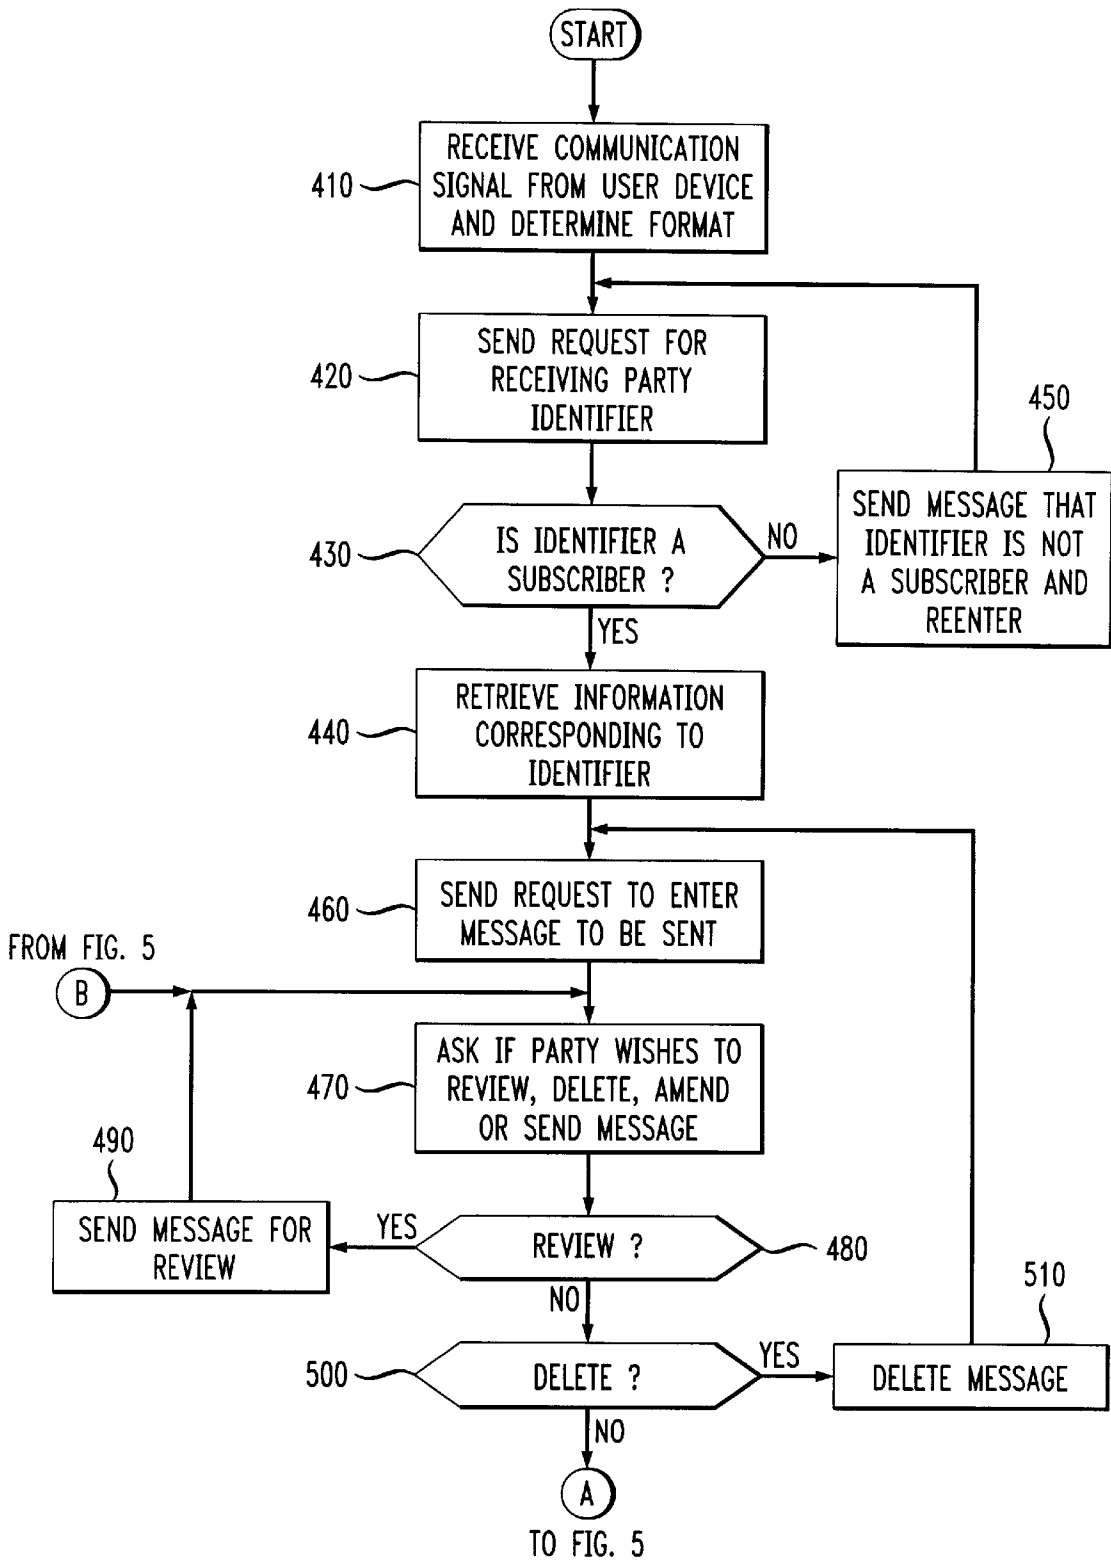 START
RECEIVE COMMUNICATION
SIGNAL FROM USER DEVICE
AND DETERMINE FORMAT
410
SEND REQUEST FOR
RECEIVING PARTY
IDENTIFIER
420
450
IS IDENTIFIER A
SUBSCRIBER ?
430
NO
SEND MESSAGE THAT
IDENTIFIER IS NOT
A SUBSCRIBER AND
REENTER
YES
RETRIEVE INFORMATION
CORRESPONDING TO
IDENTIFIER
440
SEND REQUEST TO ENTER
MESSAGE TO BE SENT
460
FROM FIG. 5
B
ASK IF PARTY WISHES TO
REVIEW, DELETE, AMEND
OR SEND MESSAGE
470
490
SEND MESSAGE FOR
REVIEW
YES
REVIEW ?
480
NO
510
500
DELETE ?
YES
DELETE MESSAGE
NO
A
TO FIG. 5